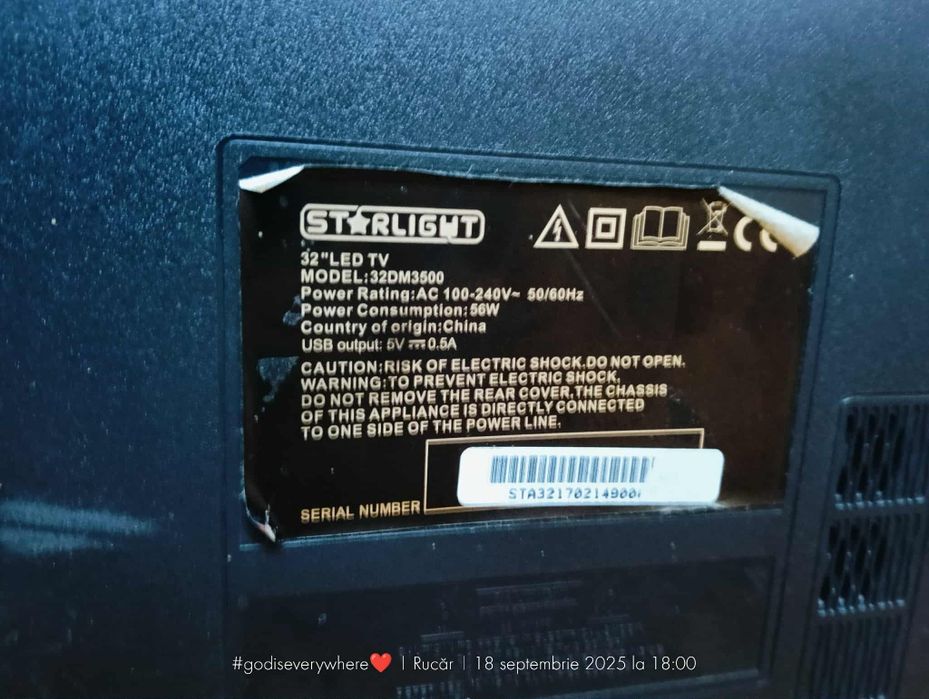 STARLIGHT
32"LED TV
MODEL:32DM3500
Power Rating:AC 100-240V~ 50/60Hz
Power Consumption:56W
Country of origin:China
USB output: 5V ⎓ 0.5A
CAUTION:RISK OF ELECTRIC SHOCK.DO NOT OPEN.
WARNING:TO PREVENT ELECTRIC SHOCK,
DO NOT REMOVE THE REAR COVER,THE CHASSIS
OF THIS APPLIANCE IS DIRECTLY CONNECTED
TO ONE SIDE OF THE POWER LINE.
SERIAL NUMBER
#godiseverywhere❤️ | Rucăr | 18 septembrie 2025 la 18:00